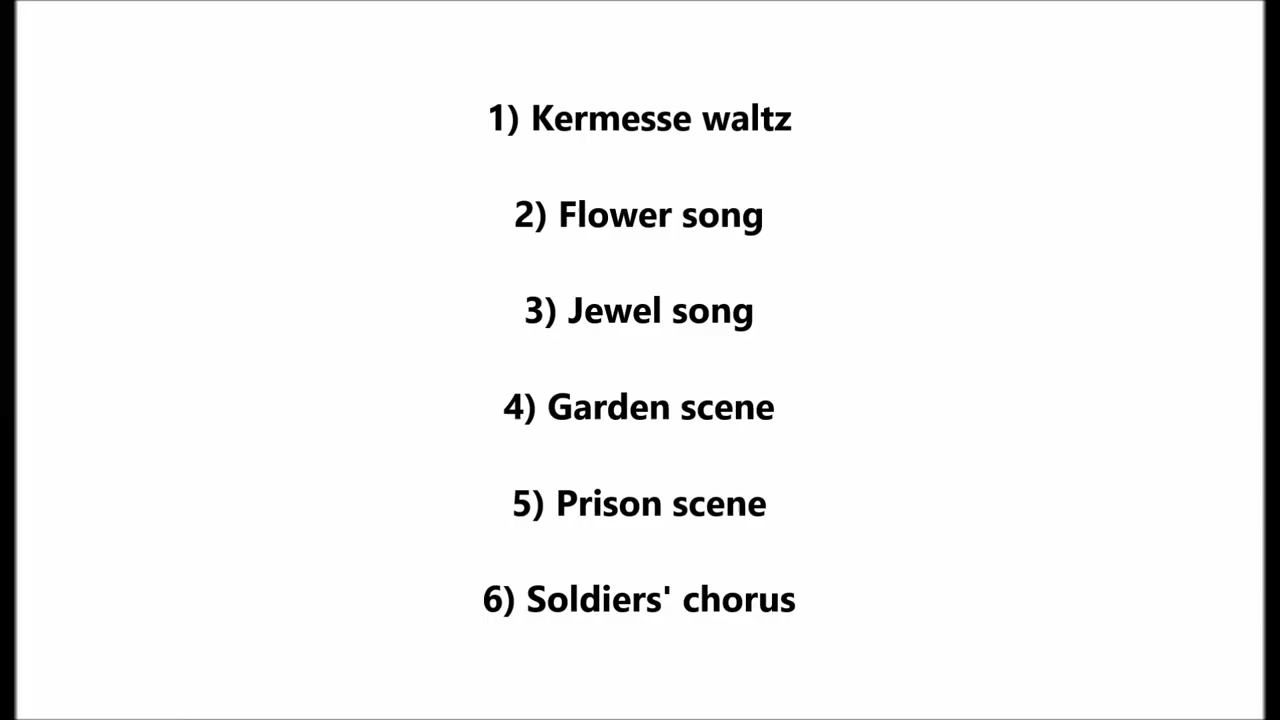 1) Kermesse waltz
2) Flower song
3) Jewel song
4) Garden scene
5) Prison scene
6) Soldiers' chorus